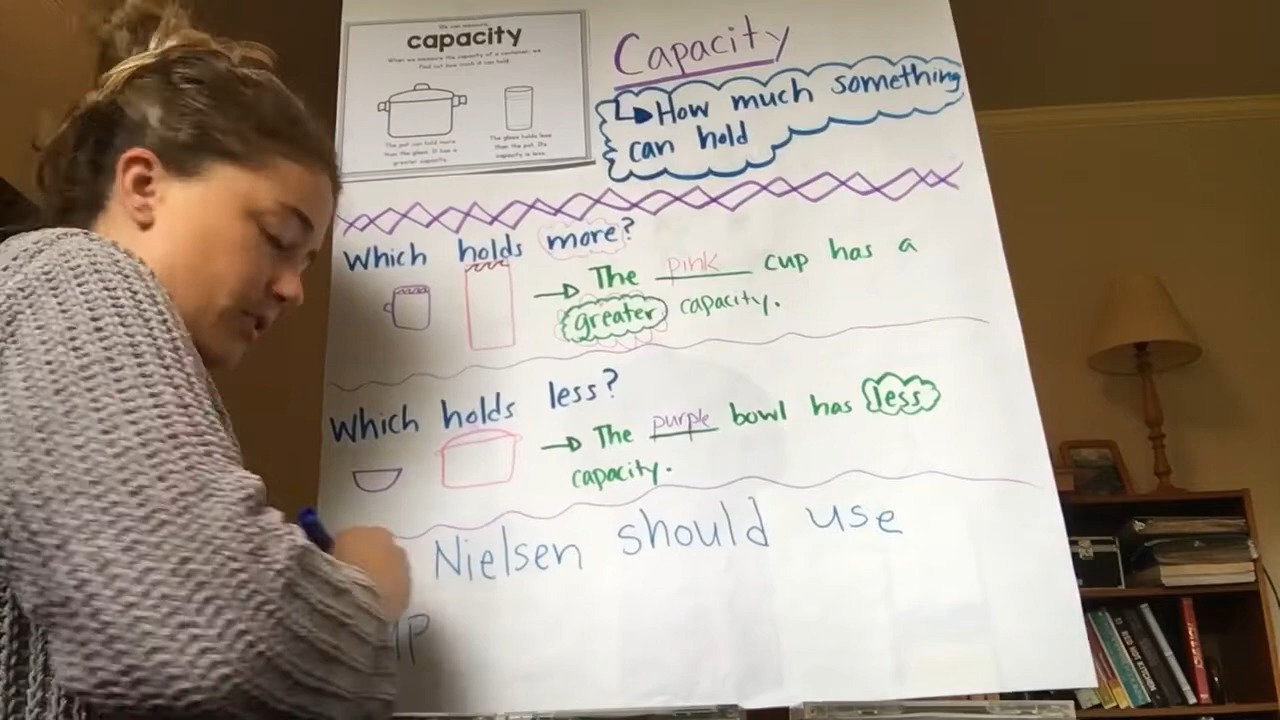 We can measure
capacity
When we measure the capacity of a container, we
find out how much it can hold.
The pot can hold more
than the glass. It has a
greater capacity.
The glass holds less
than the pot. Its
capacity is less.
Capacity
How much something
can hold
Which holds more?
The pink cup has a
greater capacity.
Which holds less?
The purple bowl has less
capacity.
Nielsen should use
RED HOT KITCHEN